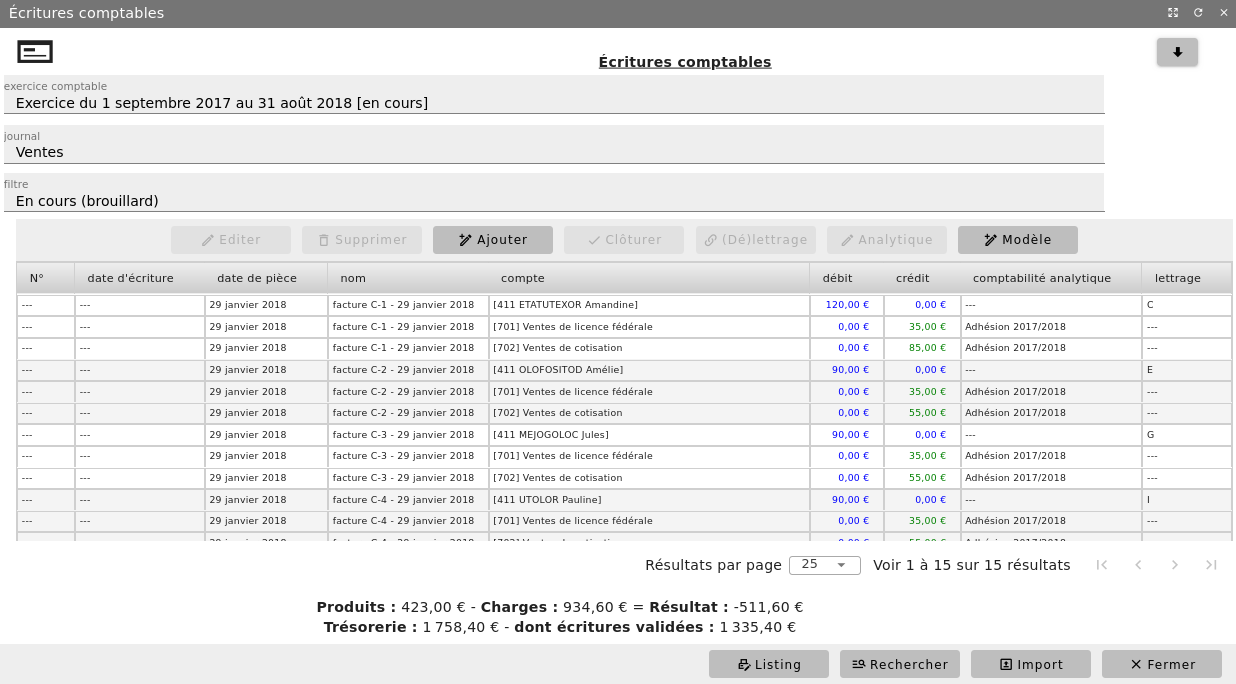 Écritures comptables
Écritures comptables
exercice comptable
Exercice du 1 septembre 2017 au 31 août 2018 [en cours]
journal
Ventes
filtre
En cours (brouillard)
Editer Supprimer Ajouter Clôturer (Dé)lettrage Analytique Modèle
N° date d'écriture date de pièce nom compte débit crédit comptabilité analytique lettrage
--- --- 29 janvier 2018 facture C-1 - 29 janvier 2018 [411 ETATUTEXOR Amandine] 120,00 € 0,00 € --- C
--- --- 29 janvier 2018 facture C-1 - 29 janvier 2018 [701] Ventes de licence fédérale 0,00 € 35,00 € Adhésion 2017/2018 ---
--- --- 29 janvier 2018 facture C-1 - 29 janvier 2018 [702] Ventes de cotisation 0,00 € 85,00 € Adhésion 2017/2018 ---
--- --- 29 janvier 2018 facture C-2 - 29 janvier 2018 [411 OLOFOSITOD Amélie] 90,00 € 0,00 € --- E
--- --- 29 janvier 2018 facture C-2 - 29 janvier 2018 [701] Ventes de licence fédérale 0,00 € 35,00 € Adhésion 2017/2018 ---
--- --- 29 janvier 2018 facture C-2 - 29 janvier 2018 [702] Ventes de cotisation 0,00 € 55,00 € Adhésion 2017/2018 ---
--- --- 29 janvier 2018 facture C-3 - 29 janvier 2018 [411 MEJOGOLOC Jules] 90,00 € 0,00 € --- G
--- --- 29 janvier 2018 facture C-3 - 29 janvier 2018 [701] Ventes de licence fédérale 0,00 € 35,00 € Adhésion 2017/2018 ---
--- --- 29 janvier 2018 facture C-3 - 29 janvier 2018 [702] Ventes de cotisation 0,00 € 55,00 € Adhésion 2017/2018 ---
--- --- 29 janvier 2018 facture C-4 - 29 janvier 2018 [411 UTOLOR Pauline] 90,00 € 0,00 € --- I
--- --- 29 janvier 2018 facture C-4 - 29 janvier 2018 [701] Ventes de licence fédérale 0,00 € 35,00 € Adhésion 2017/2018 ---
Résultats par page 25 Voir 1 à 15 sur 15 résultats
Produits : 423,00 € - Charges : 934,60 € = Résultat : -511,60 €
Trésorerie : 1 758,40 € - dont écritures validées : 1 335,40 €
Listing Rechercher Import Fermer